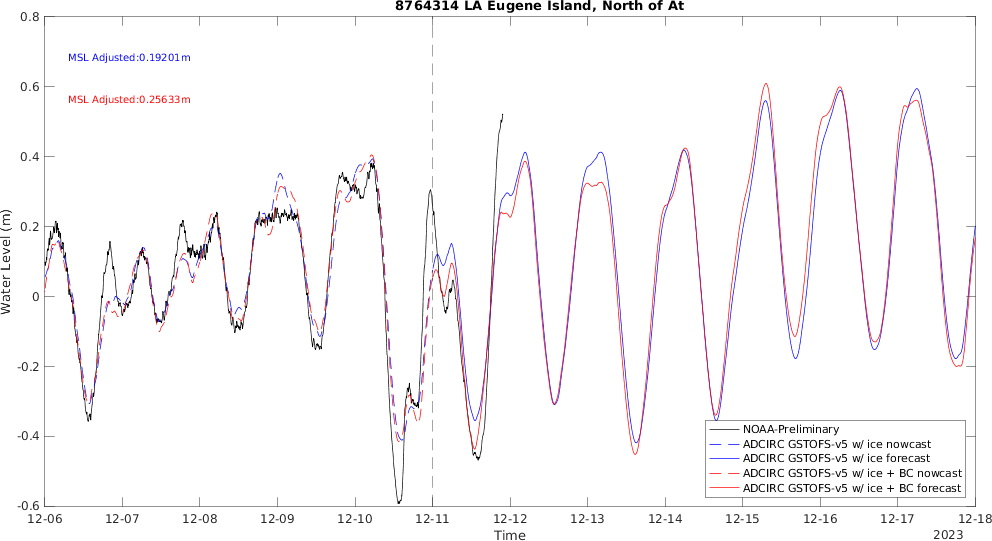 8764314 LA Eugene Island, North of At
MSL Adjusted:0.19201m
MSL Adjusted:0.25633m
Water Level (m)
0.8
0.6
0.4
0.2
0
-0.2
-0.4
-0.6
NOAA-Preliminary
ADCIRC GSTOFS-v5 w/ ice nowcast
ADCIRC GSTOFS-v5 w/ ice forecast
ADCIRC GSTOFS-v5 w/ ice + BC nowcast
ADCIRC GSTOFS-v5 w/ ice + BC forecast
12-06 12-07 12-08 12-09 12-10 12-11 12-12 12-13 12-14 12-15 12-16 12-17 12-18
Time
2023